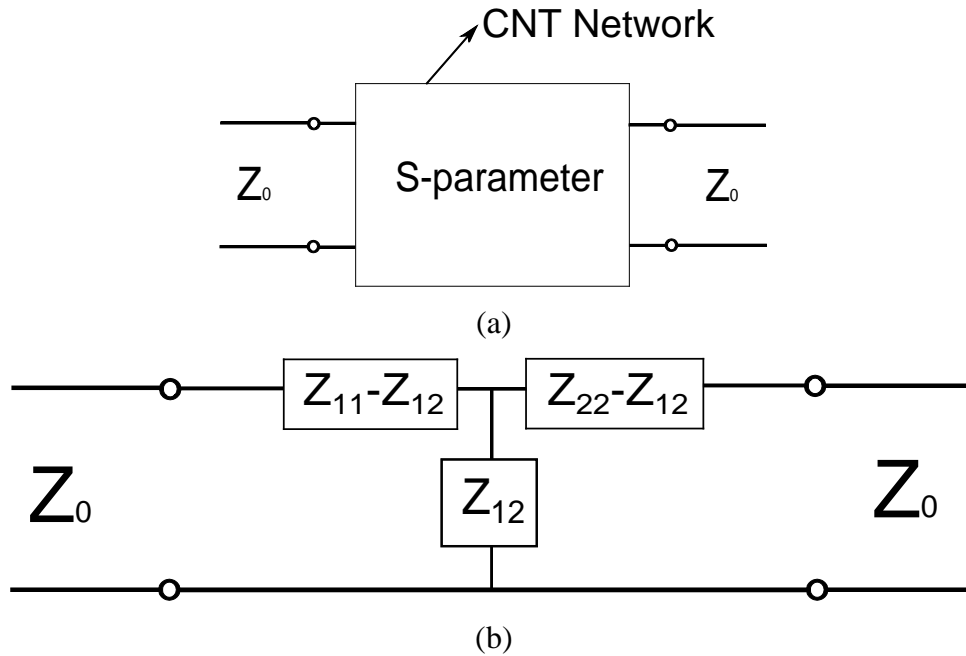 CNT Network
Z₀
S-parameter
Z₀
(a)
Z₁₁-Z₁₂
Z₂₂-Z₁₂
Z₀
Z₁₂
Z₀
(b)